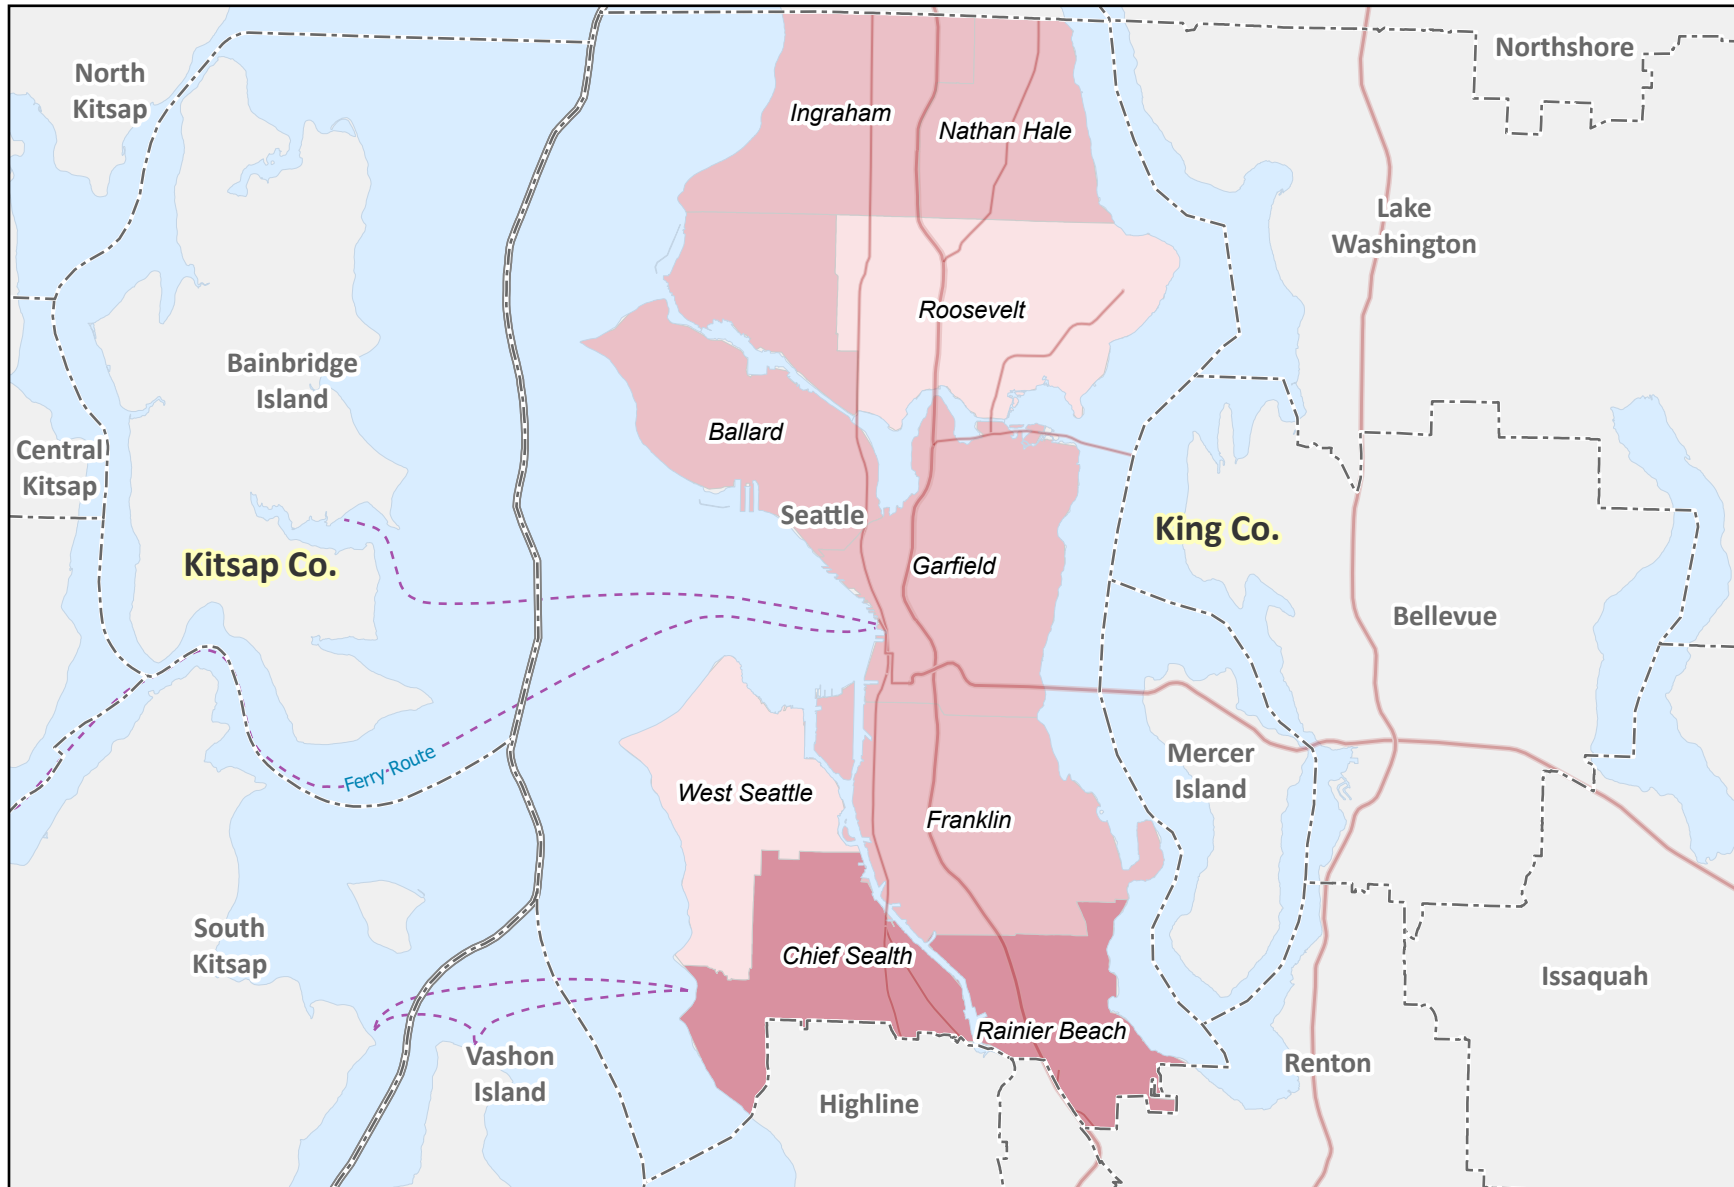 Northshore
North
Kitsap
Ingraham
Nathan Hale
Lake
Washington
Roosevelt
Bainbridge
Island
Ballard
Central
Kitsap
Seattle
King Co.
Kitsap Co.
Garfield
Bellevue
Ferry Route
Mercer
Island
West Seattle
Franklin
South
Kitsap
Chief Sealth
Issaquah
Rainier Beach
Vashon
Island
Renton
Highline